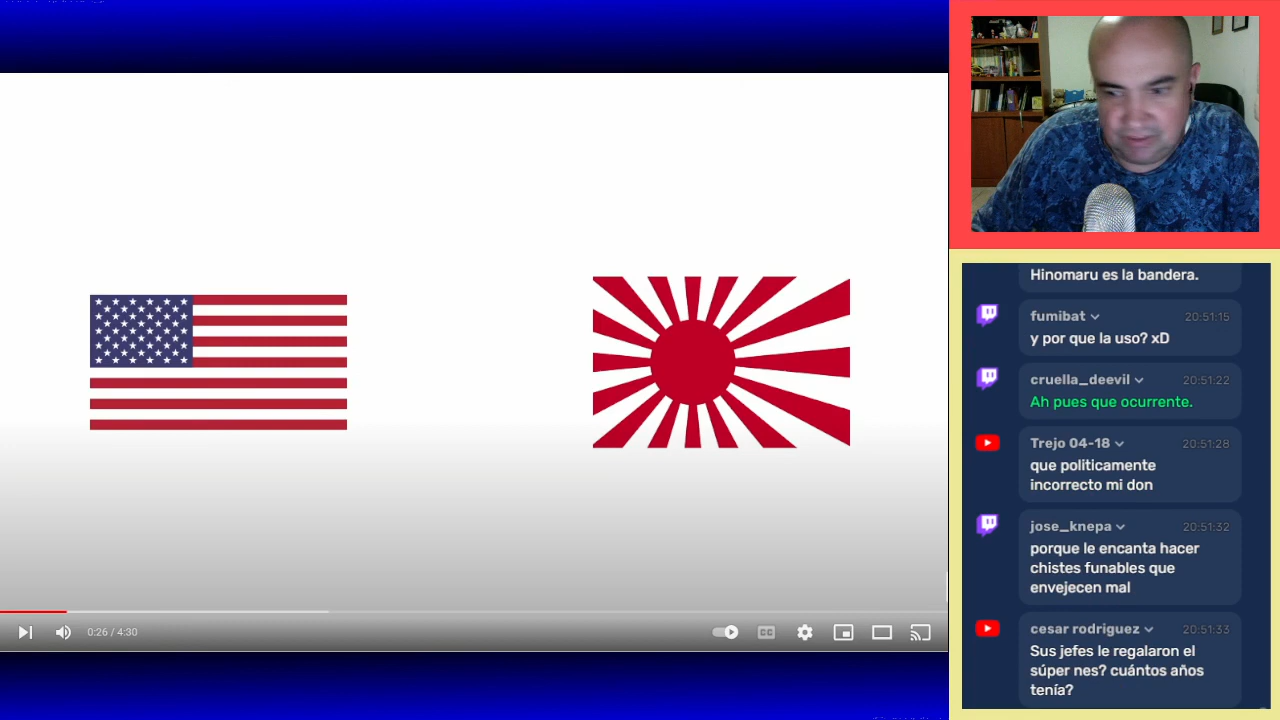 0:26 / 4:30
CC
Hinomaru es la bandera.
fumibat 20:51:15
y por que la uso? xD
cruella_deevil 20:51:22
Ah pues que ocurrente.
Trejo 04-18 20:51:28
que politicamente
incorrecto mi don
jose_knepa 20:51:32
porque le encanta hacer
chistes funables que
envejecen mal
cesar rodriguez 20:51:33
Sus jefes le regalaron el
súper nes? cuántos años
tenía?